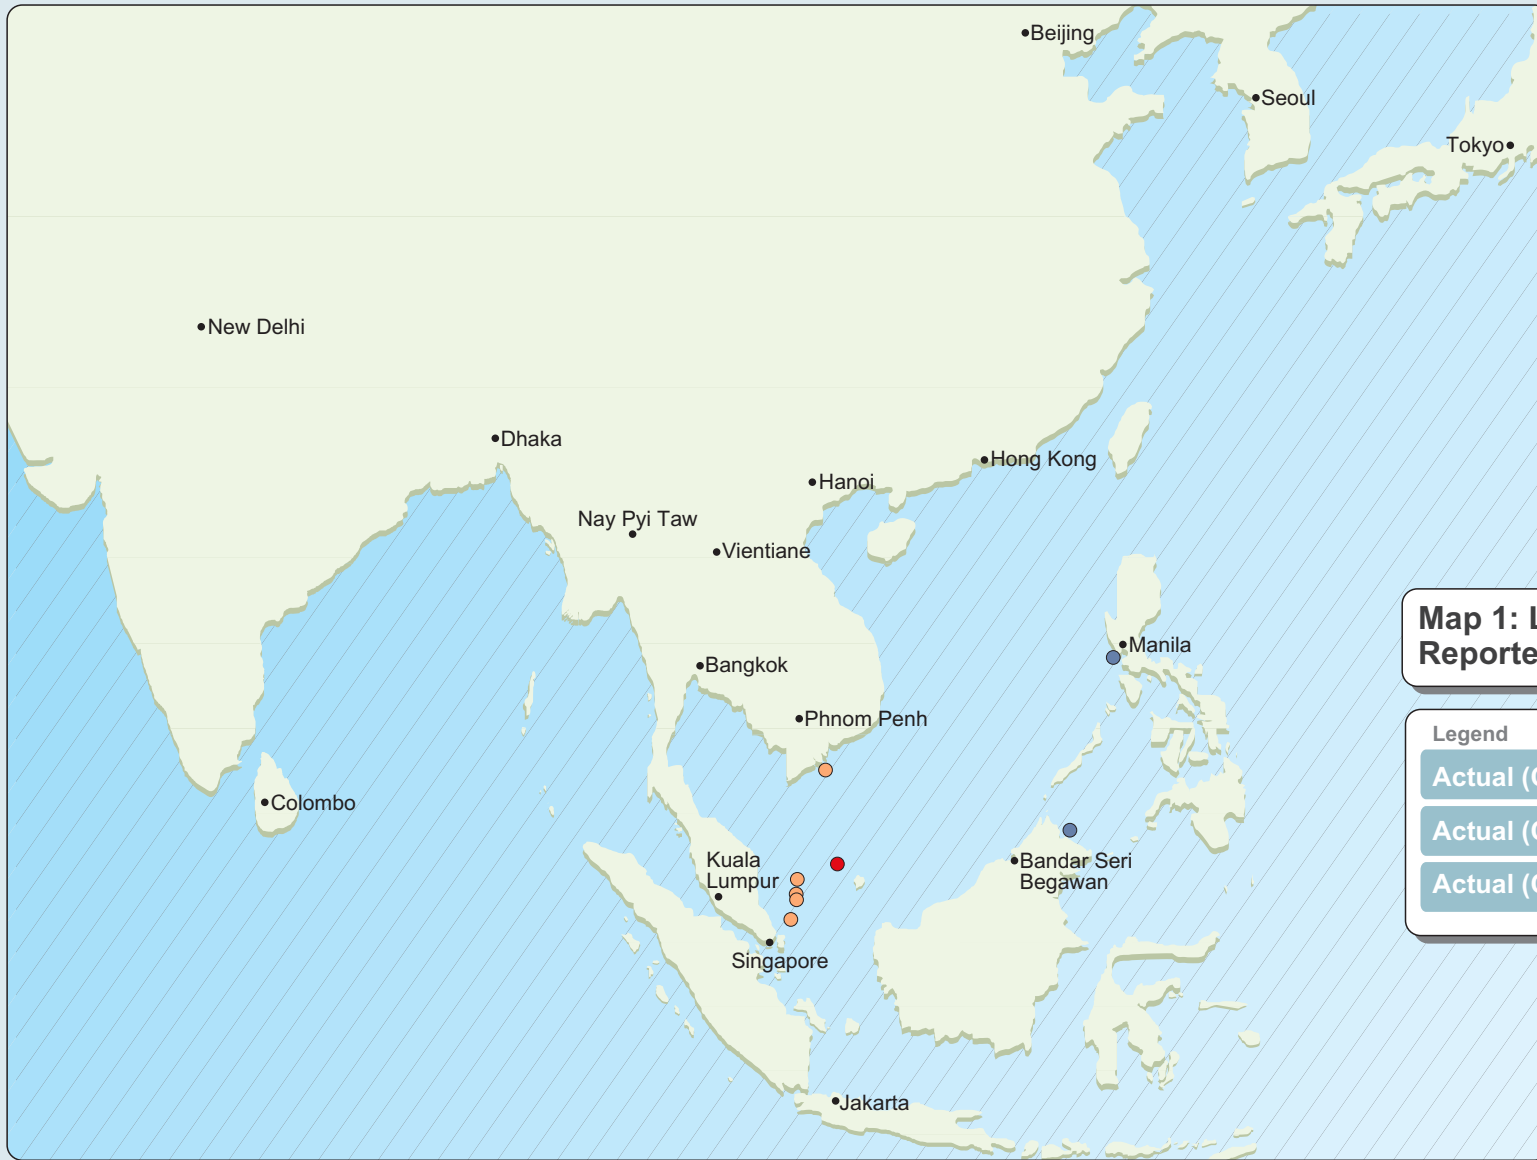 Beijing
Seoul
Tokyo
New Delhi
Dhaka
Hong Kong
Hanoi
Nay Pyi Taw
Vientiane
Manila
Map 1: L
Reporte
Bangkok
Phnom Penh
Legend
Actual (
Actual (
Actual (
Colombo
Kuala
Lumpur
Bandar Seri
Begawan
Singapore
Jakarta